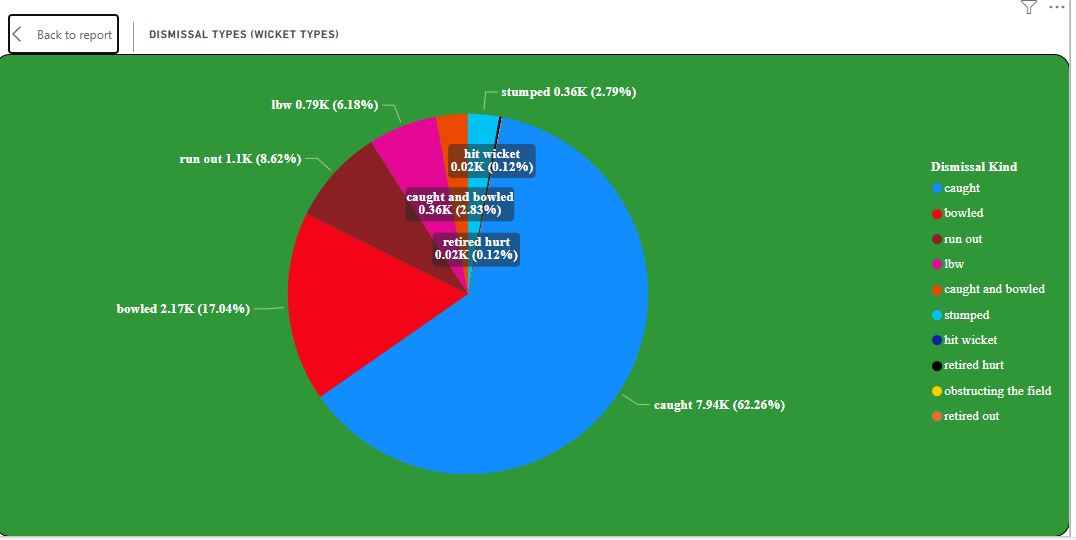 Back to report
DISMISSAL TYPES (WICKET TYPES)
stumped 0.36K (2.79%)
lbw 0.79K (6.18%)
hit wicket
0.02K (0.12%)
run out 1.1K (8.62%)
caught and bowled
0.36K (2.83%)
retired hurt
0.02K (0.12%)
bowled 2.17K (17.04%)
caught 7.94K (62.26%)
Dismissal Kind
caught
bowled
run out
lbw
caught and bowled
stumped
hit wicket
retired hurt
obstructing the field
retired out